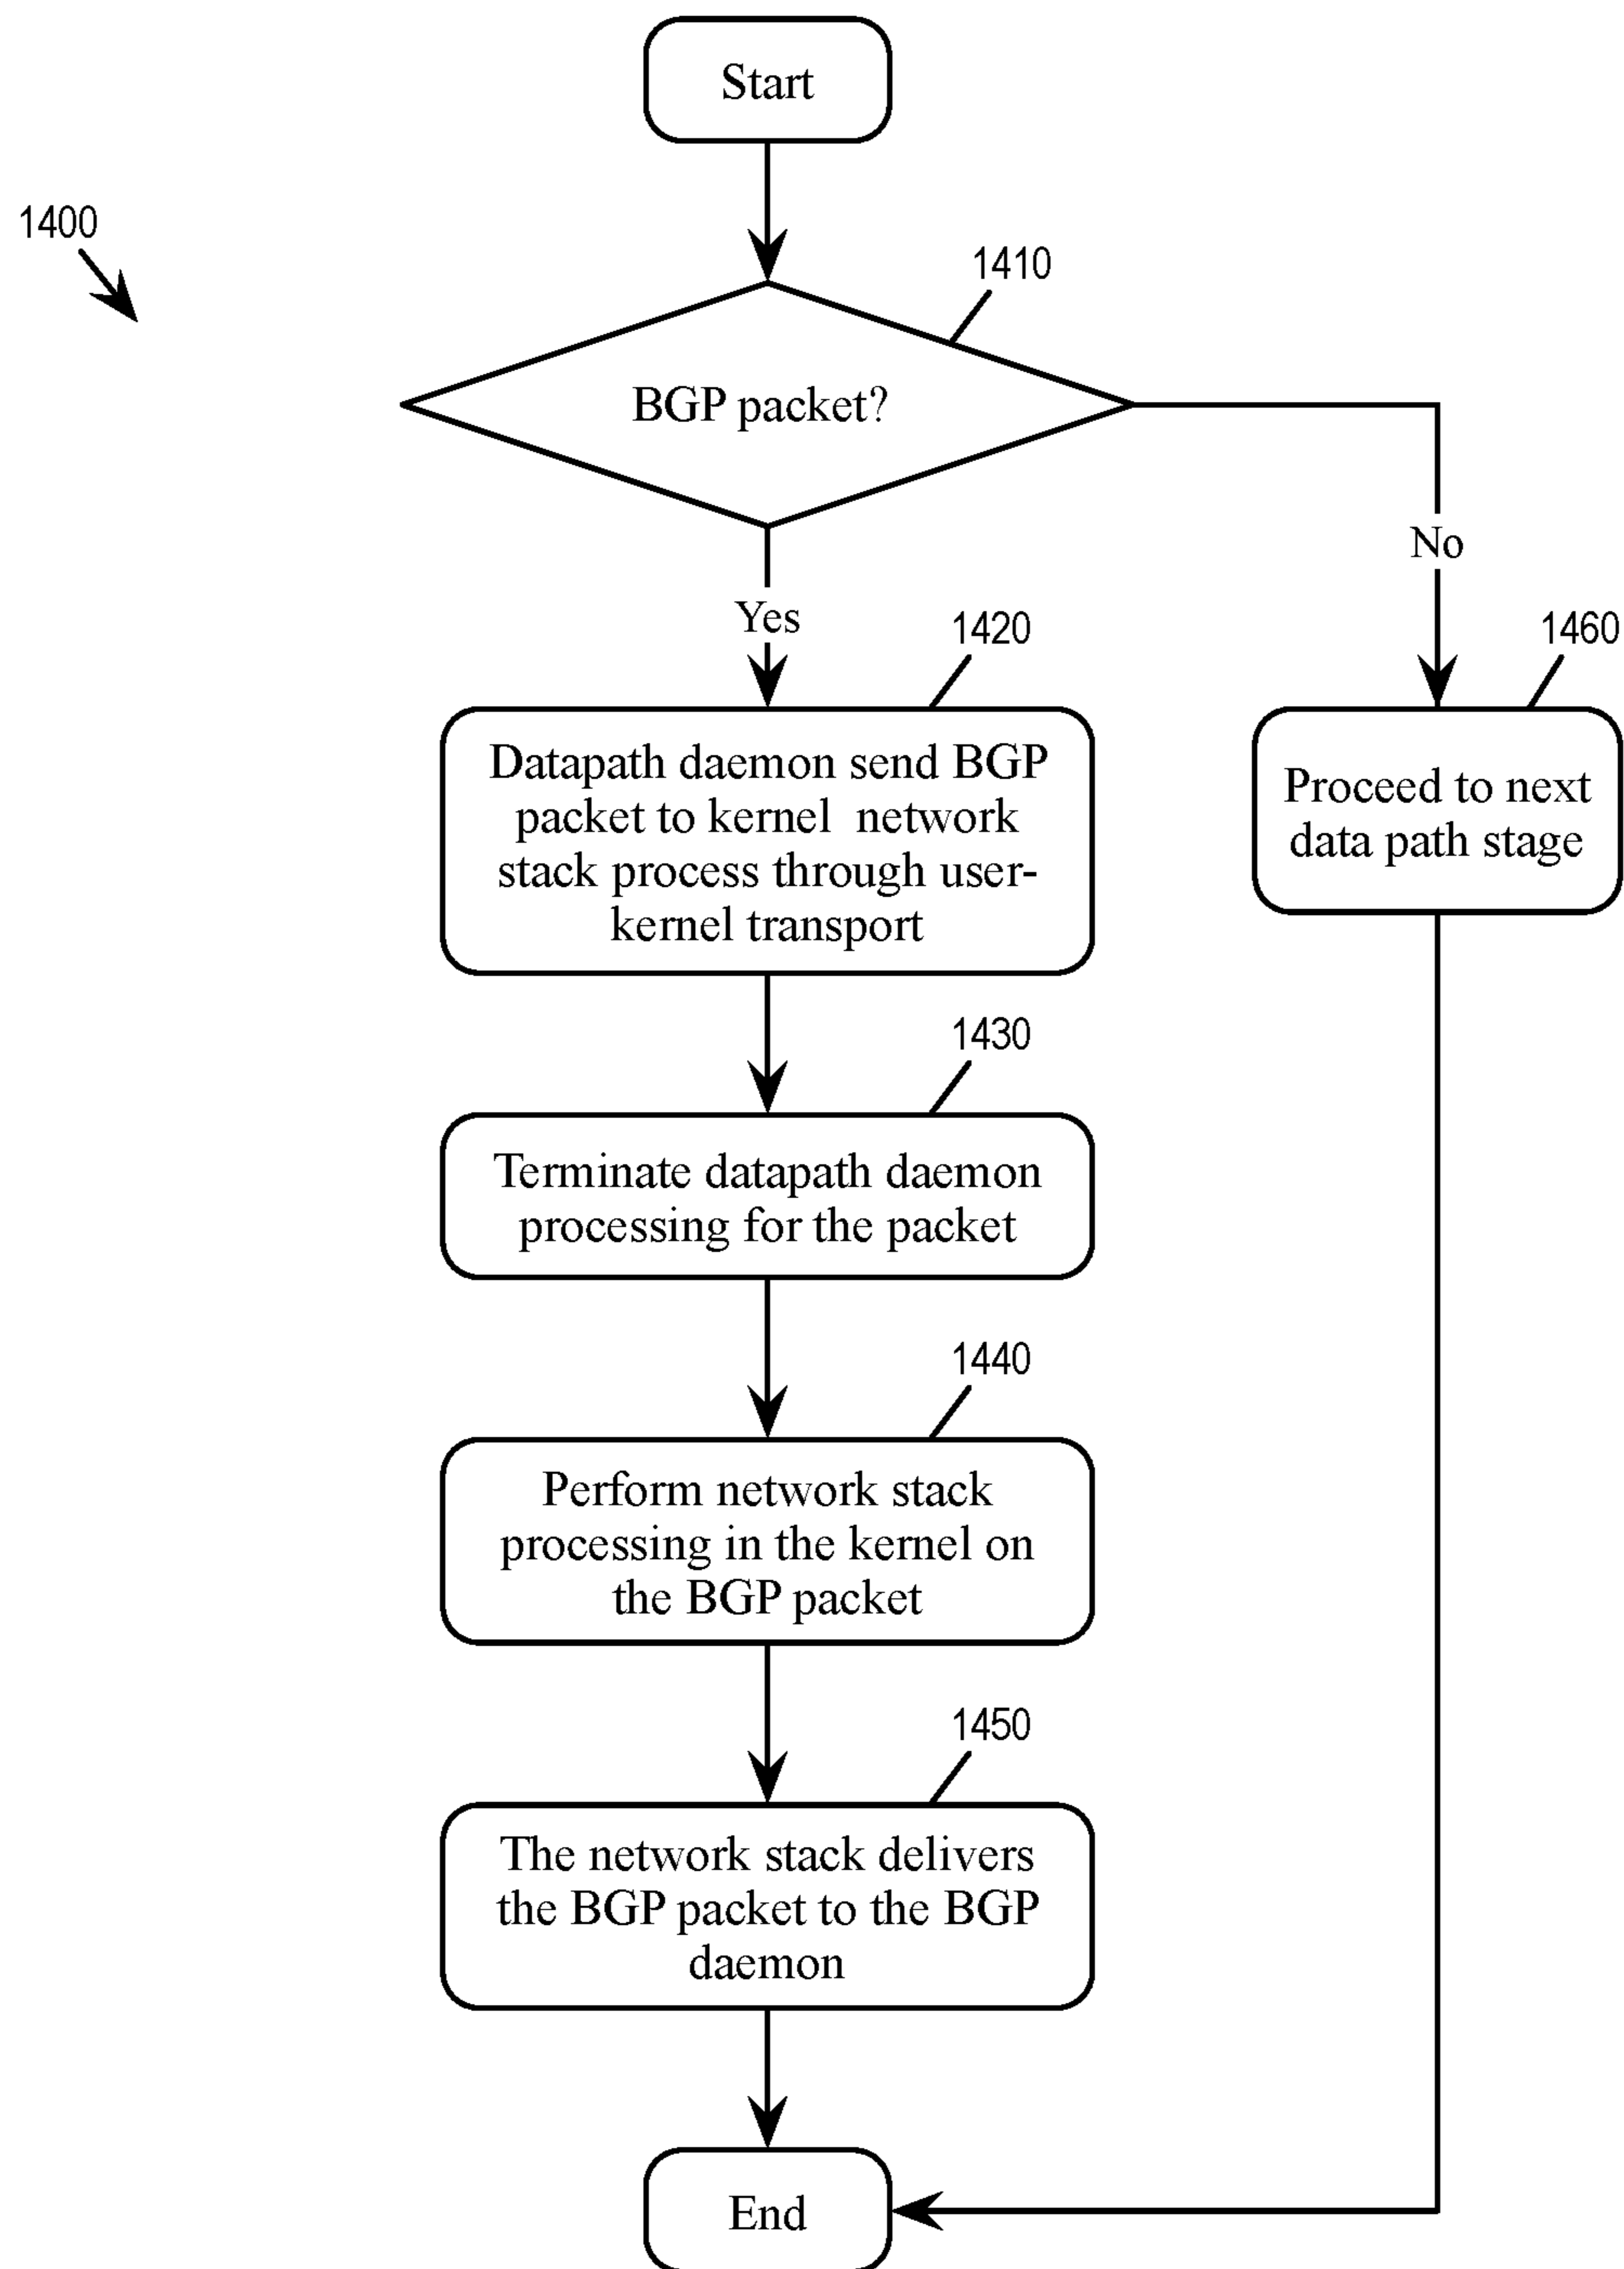 Start
1400
1410
BGP packet?
No
Yes
1420
1460
Datapath daemon send BGP
packet to kernel network
stack process through user-
kernel transport
Proceed to next
data path stage
1430
Terminate datapath daemon
processing for the packet
1440
Perform network stack
processing in the kernel on
the BGP packet
1450
The network stack delivers
the BGP packet to the BGP
daemon
End